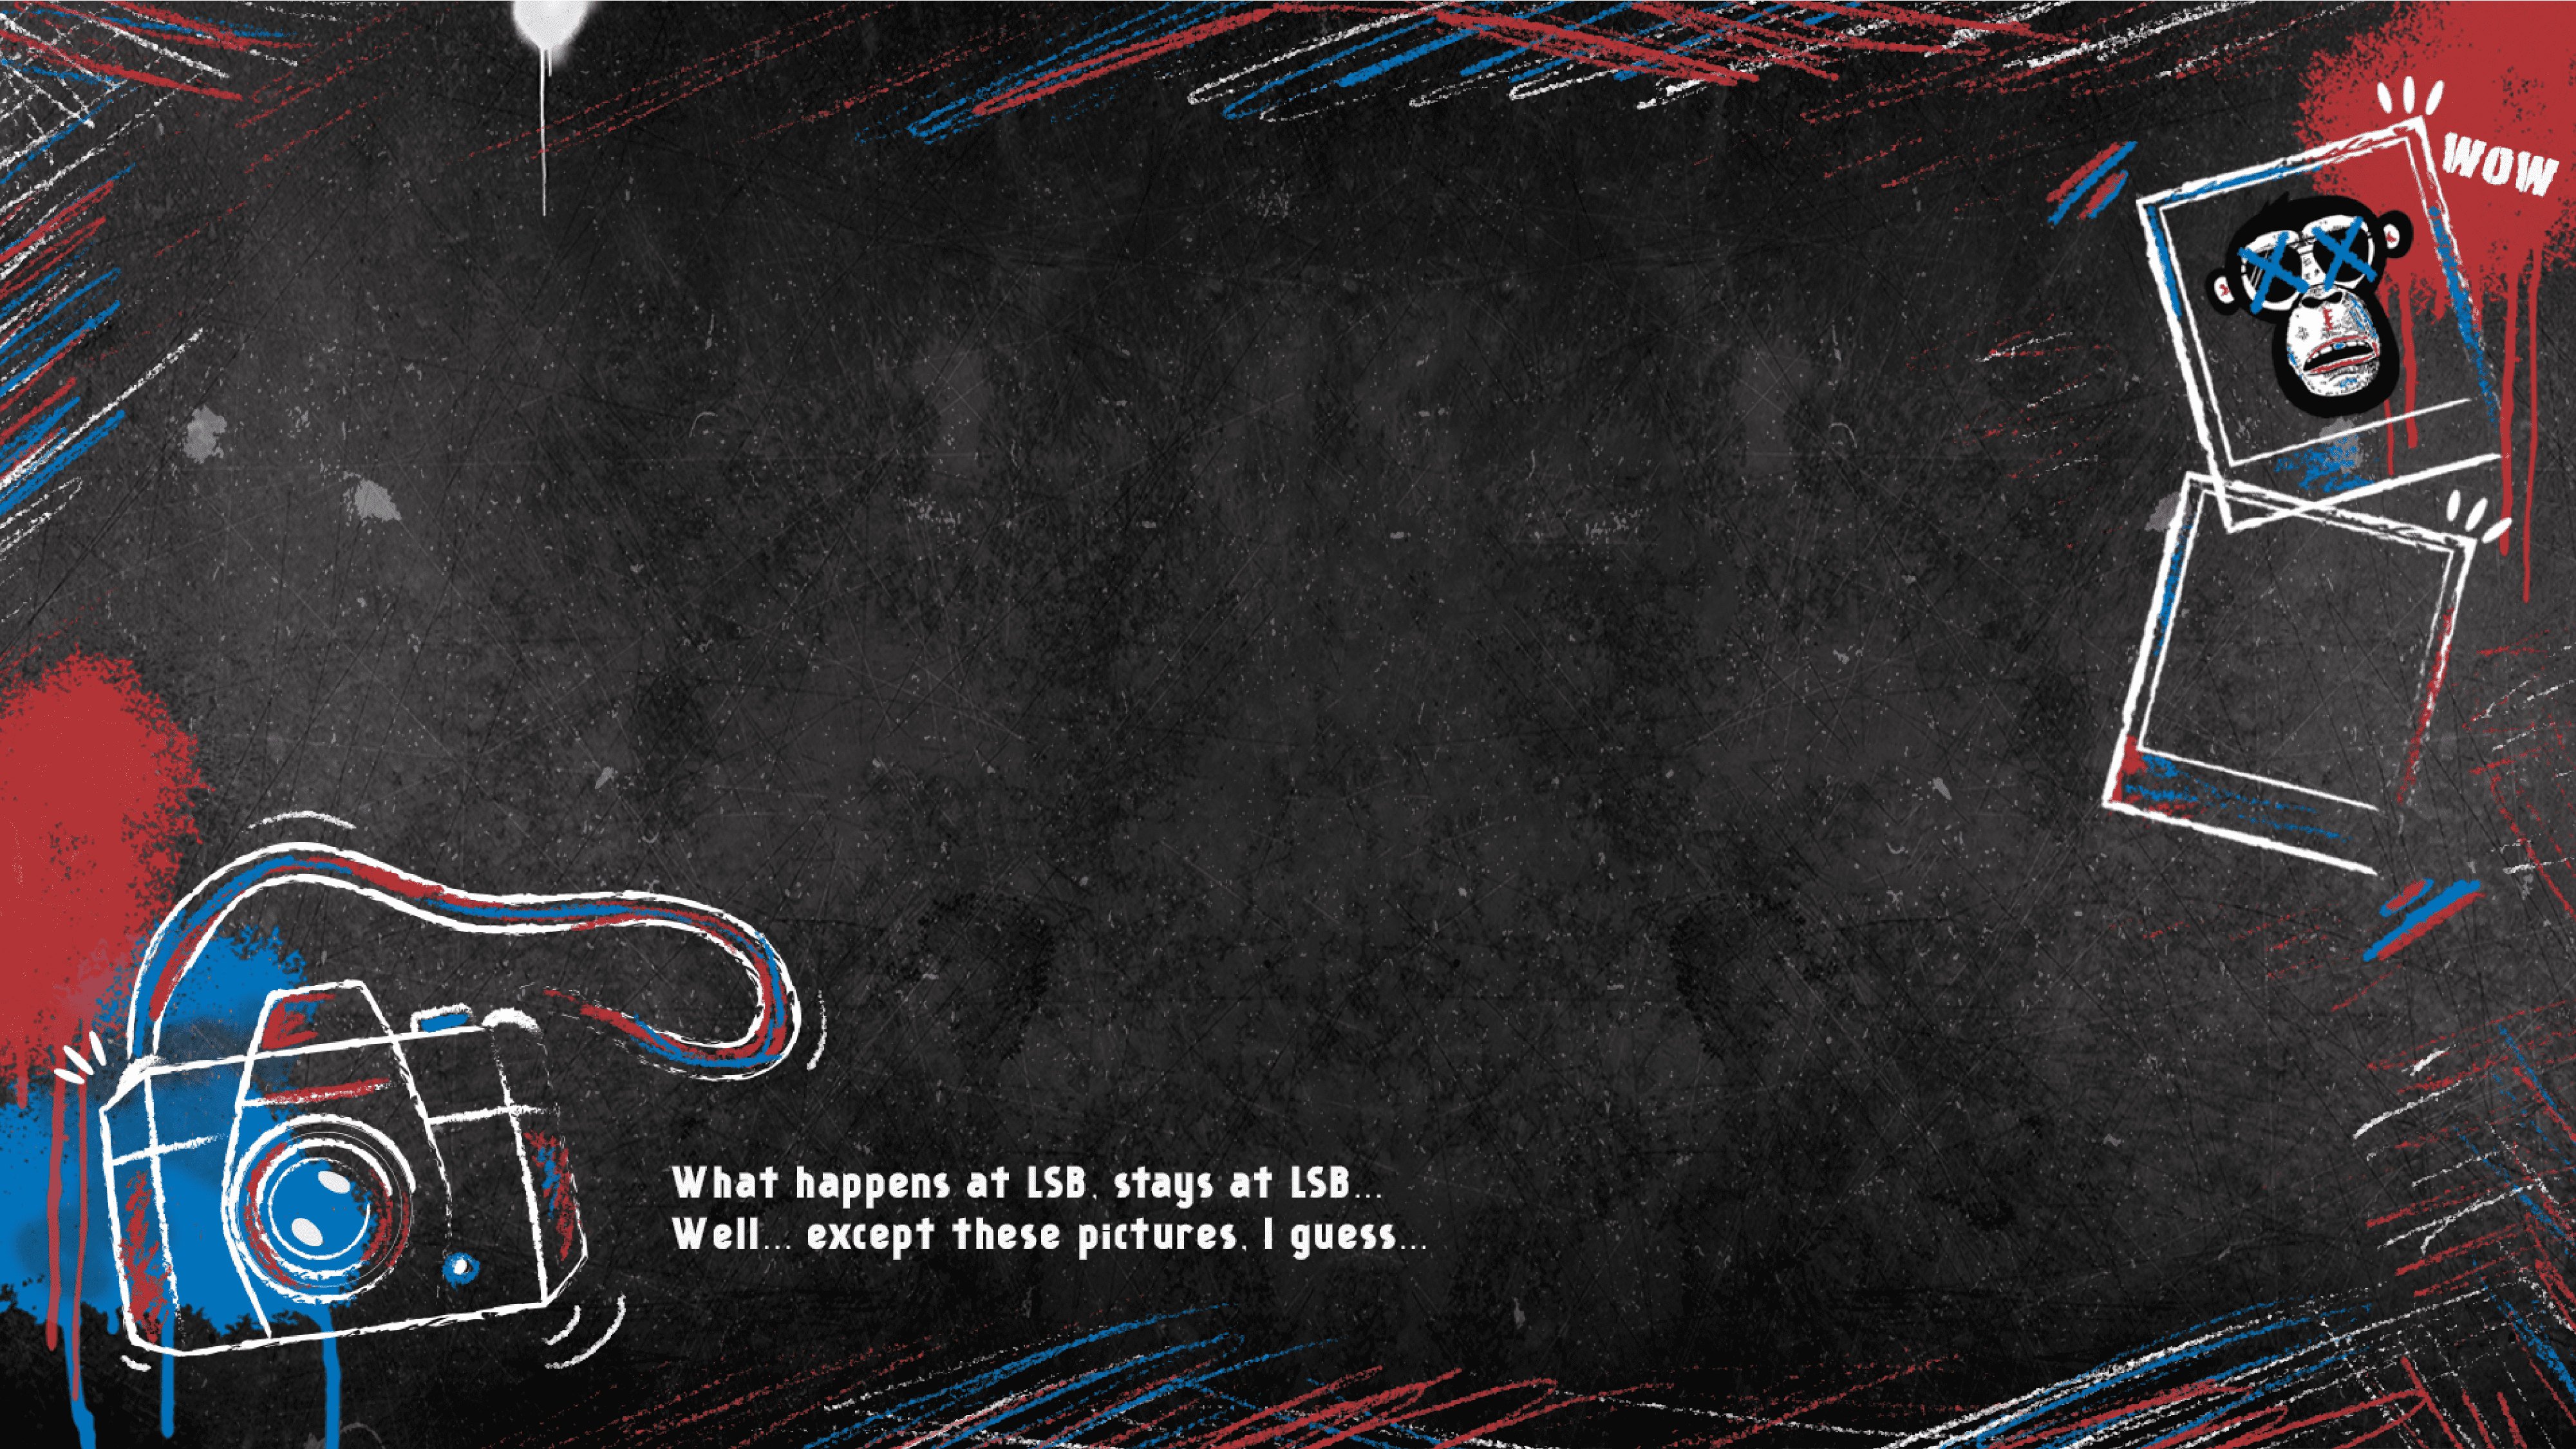 WOW
What happens at LSB, stays at LSB...
Well... except these pictures, I guess...